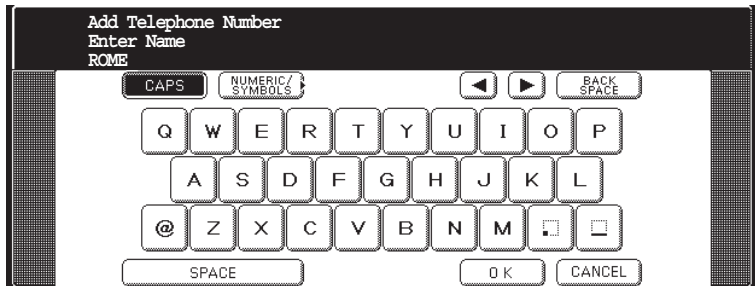 Add Telephone Number
Enter Name
ROME
CAPS NUMERIC/ SYMBOLS ◀ ▶ BACK SPACE
Q W E R T Y U I O P
A S D F G H J K L
@ Z X C V B N M . _
SPACE OK CANCEL